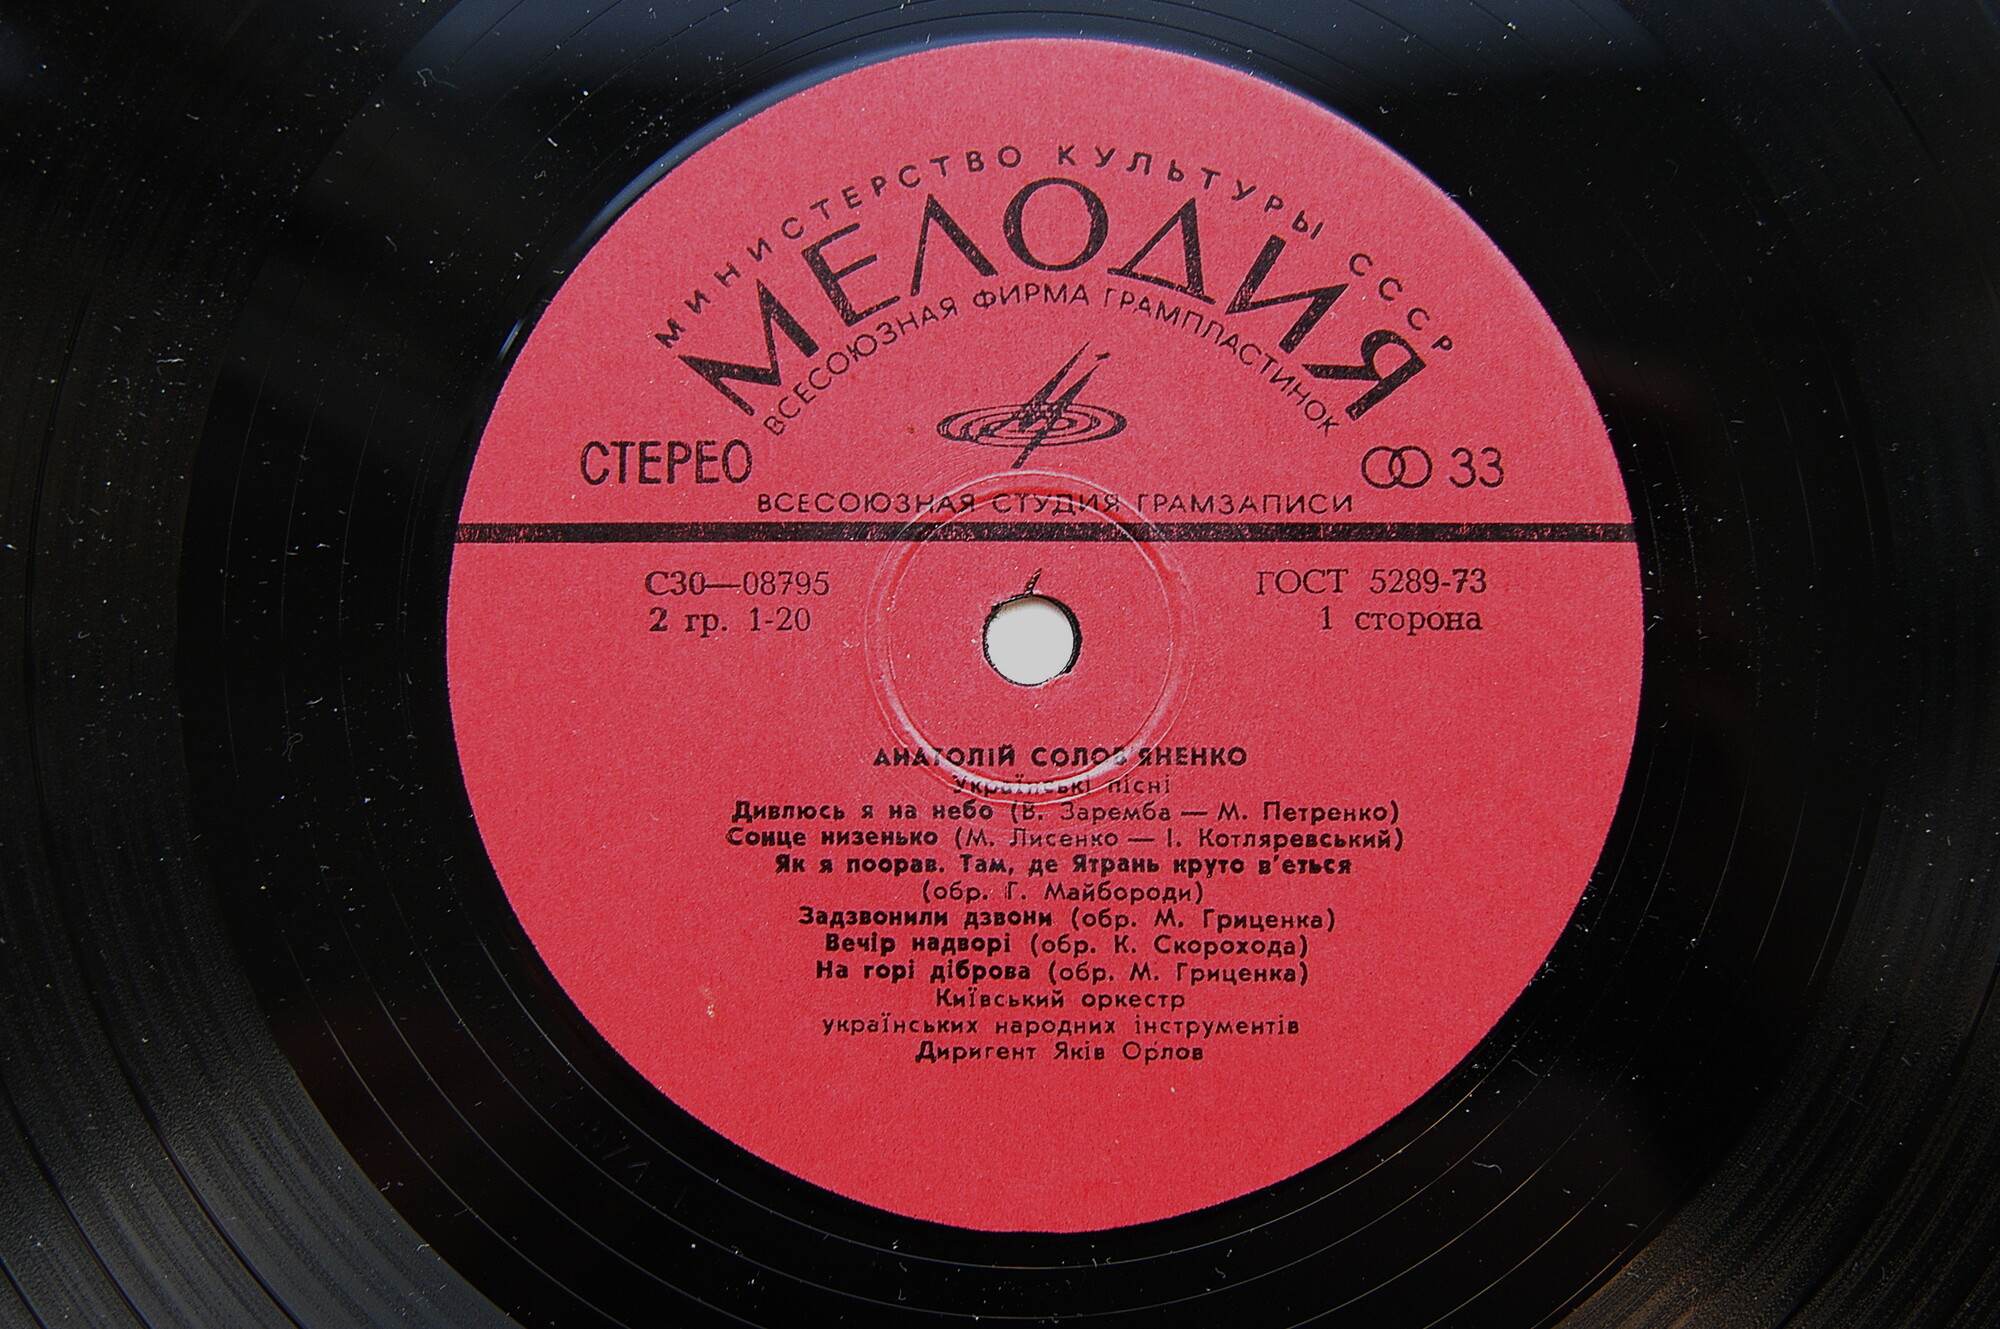 МИНИСТЕРСТВО КУЛЬТУРЫ СССР
МЕЛОДИЯ
ВСЕСОЮЗНАЯ ФИРМА ГРАМПЛАСТИНОК
СТЕРЕО
33
ВСЕСОЮЗНАЯ СТУДИЯ ГРАМЗАПИСИ
С30—08795
ГОСТ 5289-73
2 гр. 1-20
1 сторона
АНАТОЛІЙ СОЛОВ'ЯНЕНКО
Українські пісні
Дивлюсь я на небо (В. Заремба — М. Петренко)
Сонце низенько (М. Лисенко — І. Котляревський)
Як я поорав. Там, де Ятрань круто в'ється
(обр. Г. Майбороди)
Задзвонили дзвони (обр. М. Гриценка)
Вечір надворі (обр. К. Скорохода)
На горі діброва (обр. М. Гриценка)
Київський оркестр
українських народних інструментів
Диригент Яків Орлов